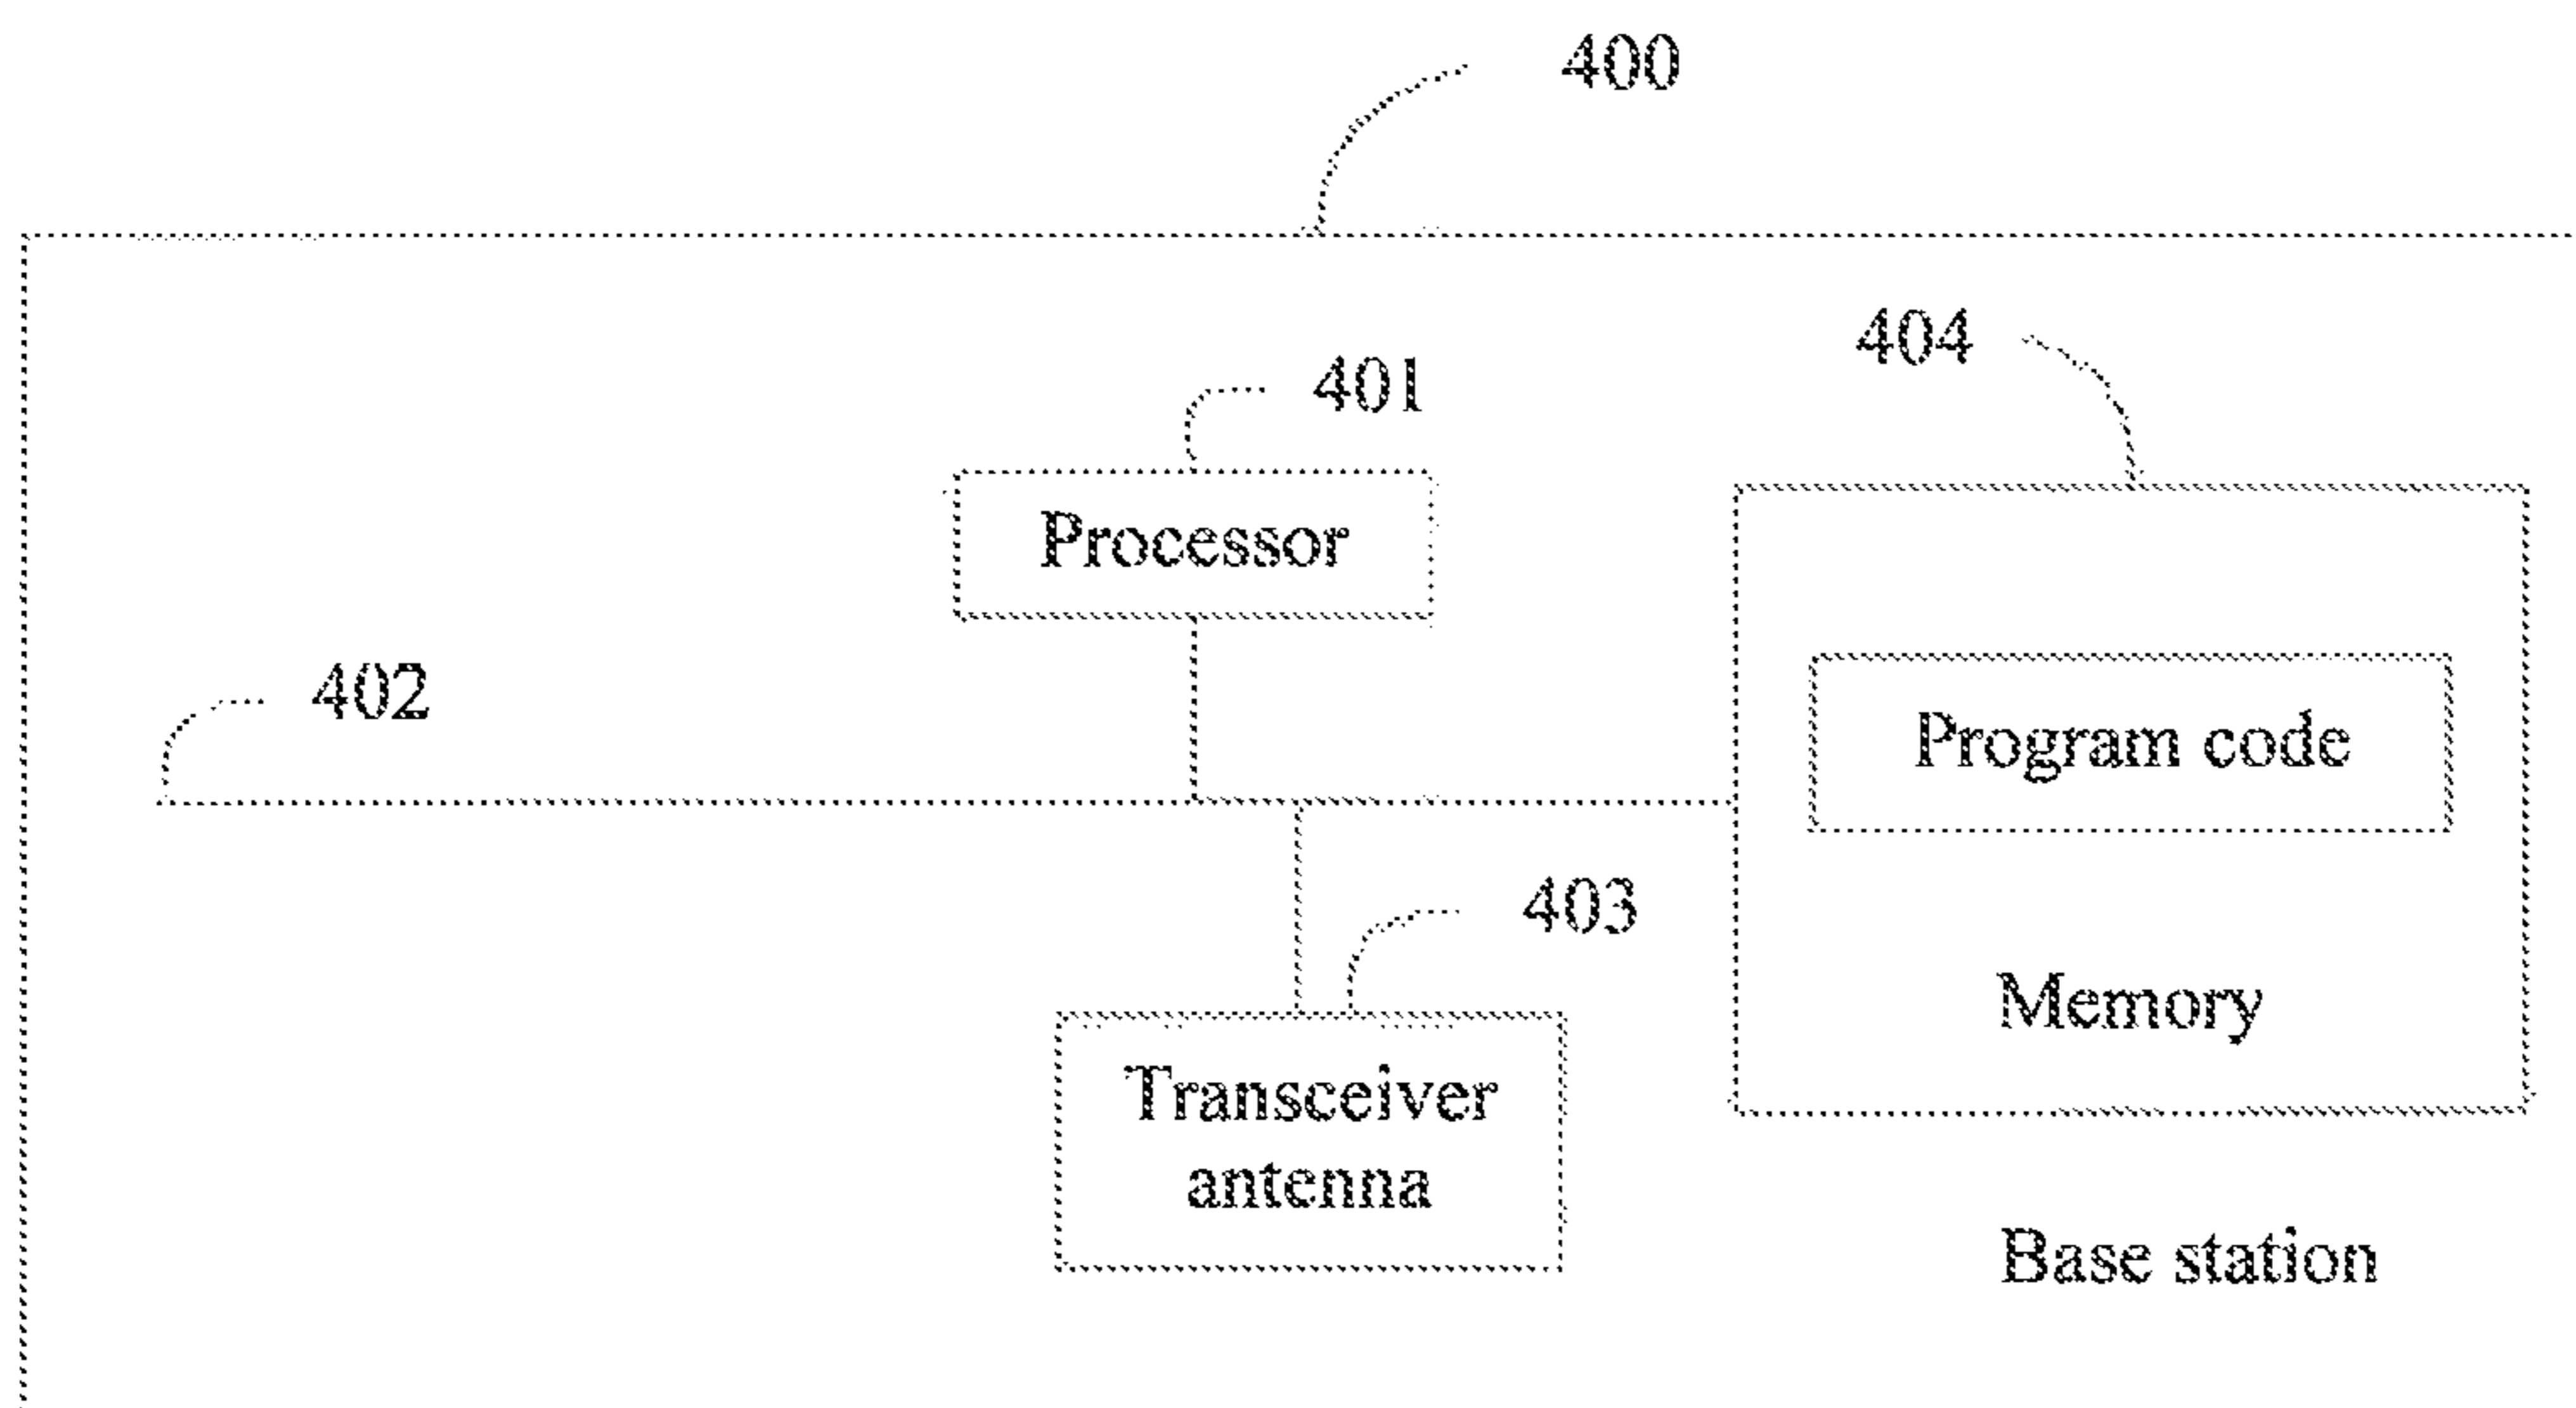 400
404
401
Processor
402
Program code
403
Memory
Transceiver
antenna
Base station